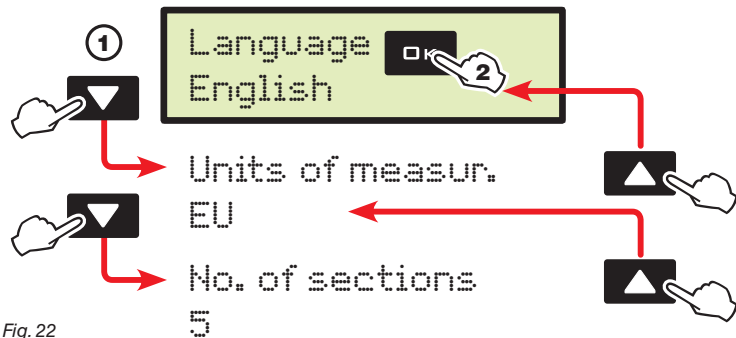 1
Language
OK
2
English
Units of measur.
EU
No. of sections
5
Fig. 22